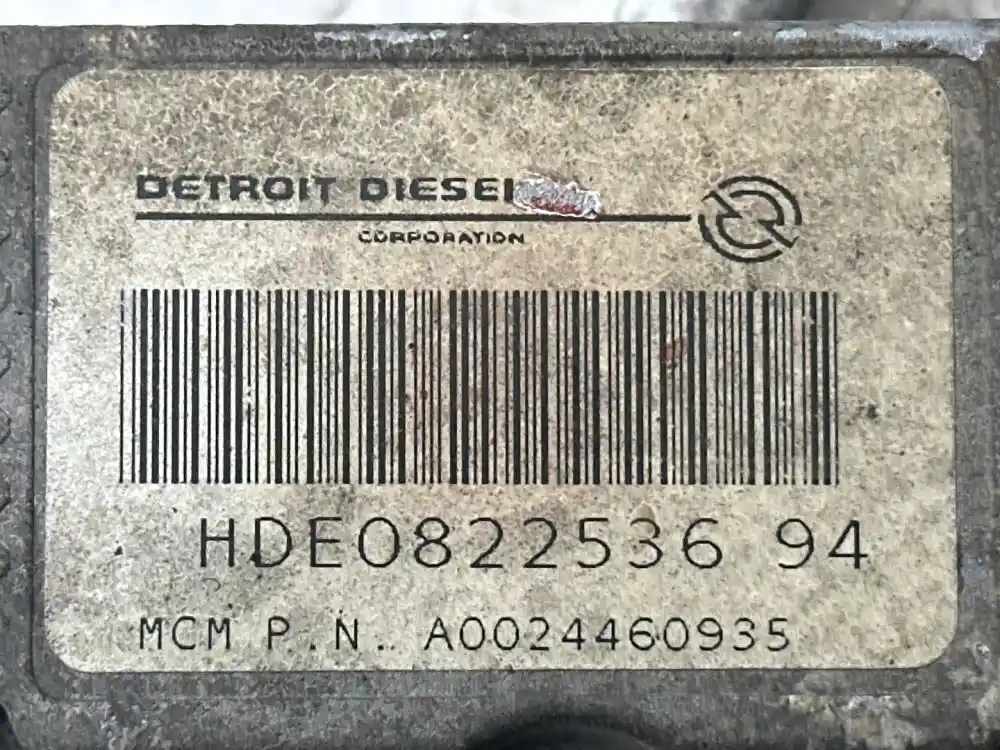 DETROIT DIESEL
CORPORATION
HDE0822536 94
MCM P.N. A0024460935